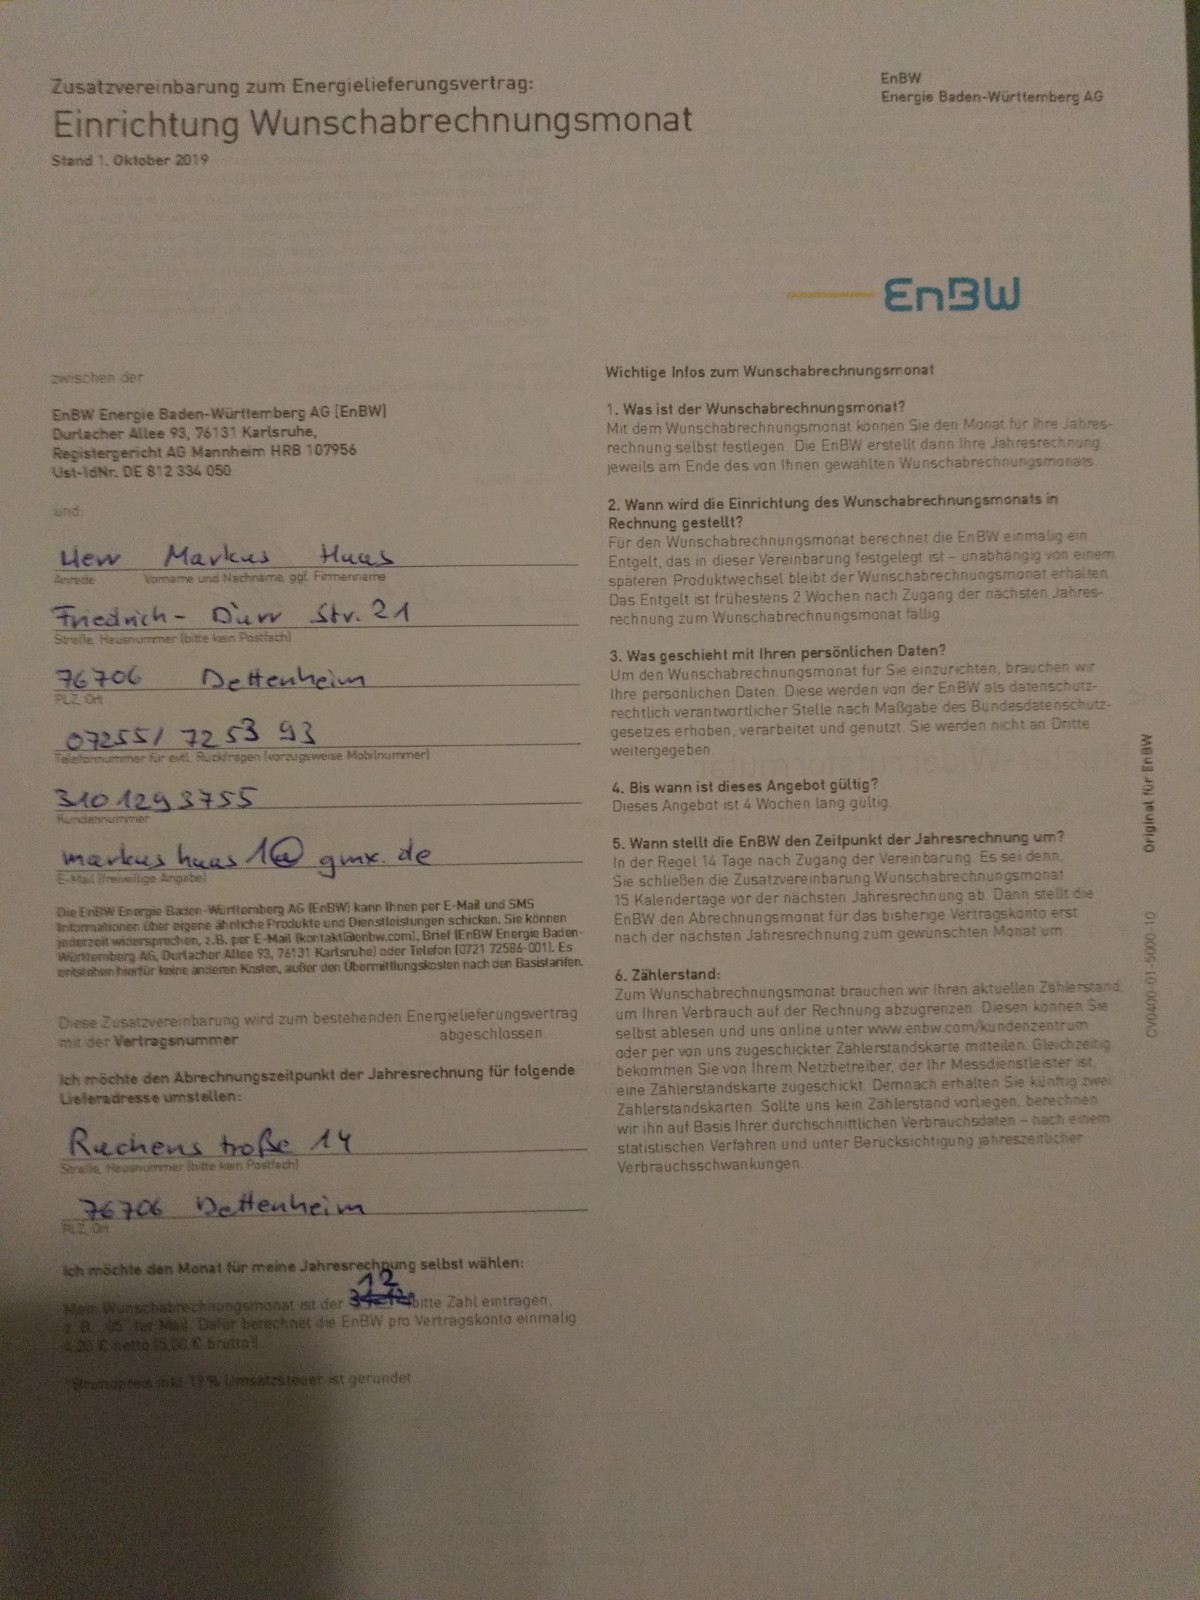 Zusatzvereinbarung zum Energielieferungsvertrag:
Einrichtung Wunschabrechnungsmonat
Stand 1. Oktober 2019
EnBW
Energie Baden-Württemberg AG
EnBW
zwischen der
EnBW Energie Baden-Württemberg AG (EnBW)
Durlacher Allee 93, 76131 Karlsruhe,
Registergericht AG Mannheim HRB 107956
Ust-IdNr. DE 812 334 050
und:
Herr Markus Haas
Anrede Vorname und Nachname, ggf. Firmenname
Friedrich-Dürr Str. 21
Straße, Hausnummer (bitte kein Postfach)
76706 Dettenheim
PLZ, Ort
07255/ 72 53 93
Telefonnummer für evtl. Rückfragen (vorzugsweise Mobilnummer)
310 129 3755
Kundennummer
markus haas 1@ gmx. de
E-Mail (freiwillige Angabe)
Die EnBW Energie Baden-Württemberg AG (EnBW) kann Ihnen per E-Mail und SMS
Informationen über eigene ähnliche Produkte und Dienstleistungen schicken. Sie können
jederzeit widersprechen, z.B. per E-Mail (kontakt@enbw.com), Brief (EnBW Energie Baden-
Württemberg AG, Durlacher Allee 93, 76131 Karlsruhe) oder Telefon (0721 72586-001). Es
entstehen hierfür keine anderen Kosten, außer den Übermittlungskosten nach den Basistarifen.
Diese Zusatzvereinbarung wird zum bestehenden Energielieferungsvertrag
mit der Vertragsnummer abgeschlossen.
Ich möchte den Abrechnungszeitpunkt der Jahresrechnung für folgende
Lieferadresse umstellen:
Rachenstroße 14
Straße, Hausnummer (bitte kein Postfach)
76706 Dettenheim
PLZ, Ort
Ich möchte den Monat für meine Jahresrechnung selbst wählen:
12
Mein Wunschabrechnungsmonat ist der bitte Zahl eintragen,
z. B. "05" für Mai. Dafür berechnet die EnBW pro Vertragskonto einmalig
4,20 € netto (5,00 € brutto¹).
¹ Bruttopreis inkl. 19 % Umsatzsteuer ist gerundet.
Wichtige Infos zum Wunschabrechnungsmonat
1. Was ist der Wunschabrechnungsmonat?
Mit dem Wunschabrechnungsmonat können Sie den Monat für Ihre Jahres-
rechnung selbst festlegen. Die EnBW erstellt dann Ihre Jahresrechnung
jeweils am Ende des von Ihnen gewählten Wunschabrechnungsmonats.
2. Wann wird die Einrichtung des Wunschabrechnungsmonats in
Rechnung gestellt?
Für den Wunschabrechnungsmonat berechnet die EnBW einmalig ein
Entgelt, das in dieser Vereinbarung festgelegt ist – unabhängig von einem
späteren Produktwechsel bleibt der Wunschabrechnungsmonat erhalten.
Das Entgelt ist frühestens 2 Wochen nach Zugang der nächsten Jahres-
rechnung zum Wunschabrechnungsmonat fällig.
3. Was geschieht mit Ihren persönlichen Daten?
Um den Wunschabrechnungsmonat für Sie einzurichten, brauchen wir
Ihre persönlichen Daten. Diese werden von der EnBW als datenschutz-
rechtlich verantwortlicher Stelle nach Maßgabe des Bundesdatenschutz-
gesetzes erhoben, verarbeitet und genutzt. Sie werden nicht an Dritte
weitergegeben.
4. Bis wann ist dieses Angebot gültig?
Dieses Angebot ist 4 Wochen lang gültig.
5. Wann stellt die EnBW den Zeitpunkt der Jahresrechnung um?
In der Regel 14 Tage nach Zugang der Vereinbarung. Es sei denn,
Sie schließen die Zusatzvereinbarung Wunschabrechnungsmonat
15 Kalendertage vor der nächsten Jahresrechnung ab. Dann stellt die
EnBW den Abrechnungsmonat für das bisherige Vertragskonto erst
nach der nächsten Jahresrechnung zum gewünschten Monat um.
6. Zählerstand:
Zum Wunschabrechnungsmonat brauchen wir Ihren aktuellen Zählerstand,
um Ihren Verbrauch auf der Rechnung abzugrenzen. Diesen können Sie
selbst ablesen und uns online unter www.enbw.com/kundenzentrum
oder per von uns zugeschickter Zählerstandskarte mitteilen. Gleichzeitig
bekommen Sie von Ihrem Netzbetreiber, der Ihr Messdienstleister ist,
eine Zählerstandskarte zugeschickt. Demnach erhalten Sie künftig zwei
Zählerstandskarten. Sollte uns kein Zählerstand vorliegen, berechnen
wir ihn auf Basis Ihrer durchschnittlichen Verbrauchsdaten – nach einem
statistischen Verfahren und unter Berücksichtigung jahreszeitlicher
Verbrauchsschwankungen.
Original für EnBW
CV0400-01-5000-10